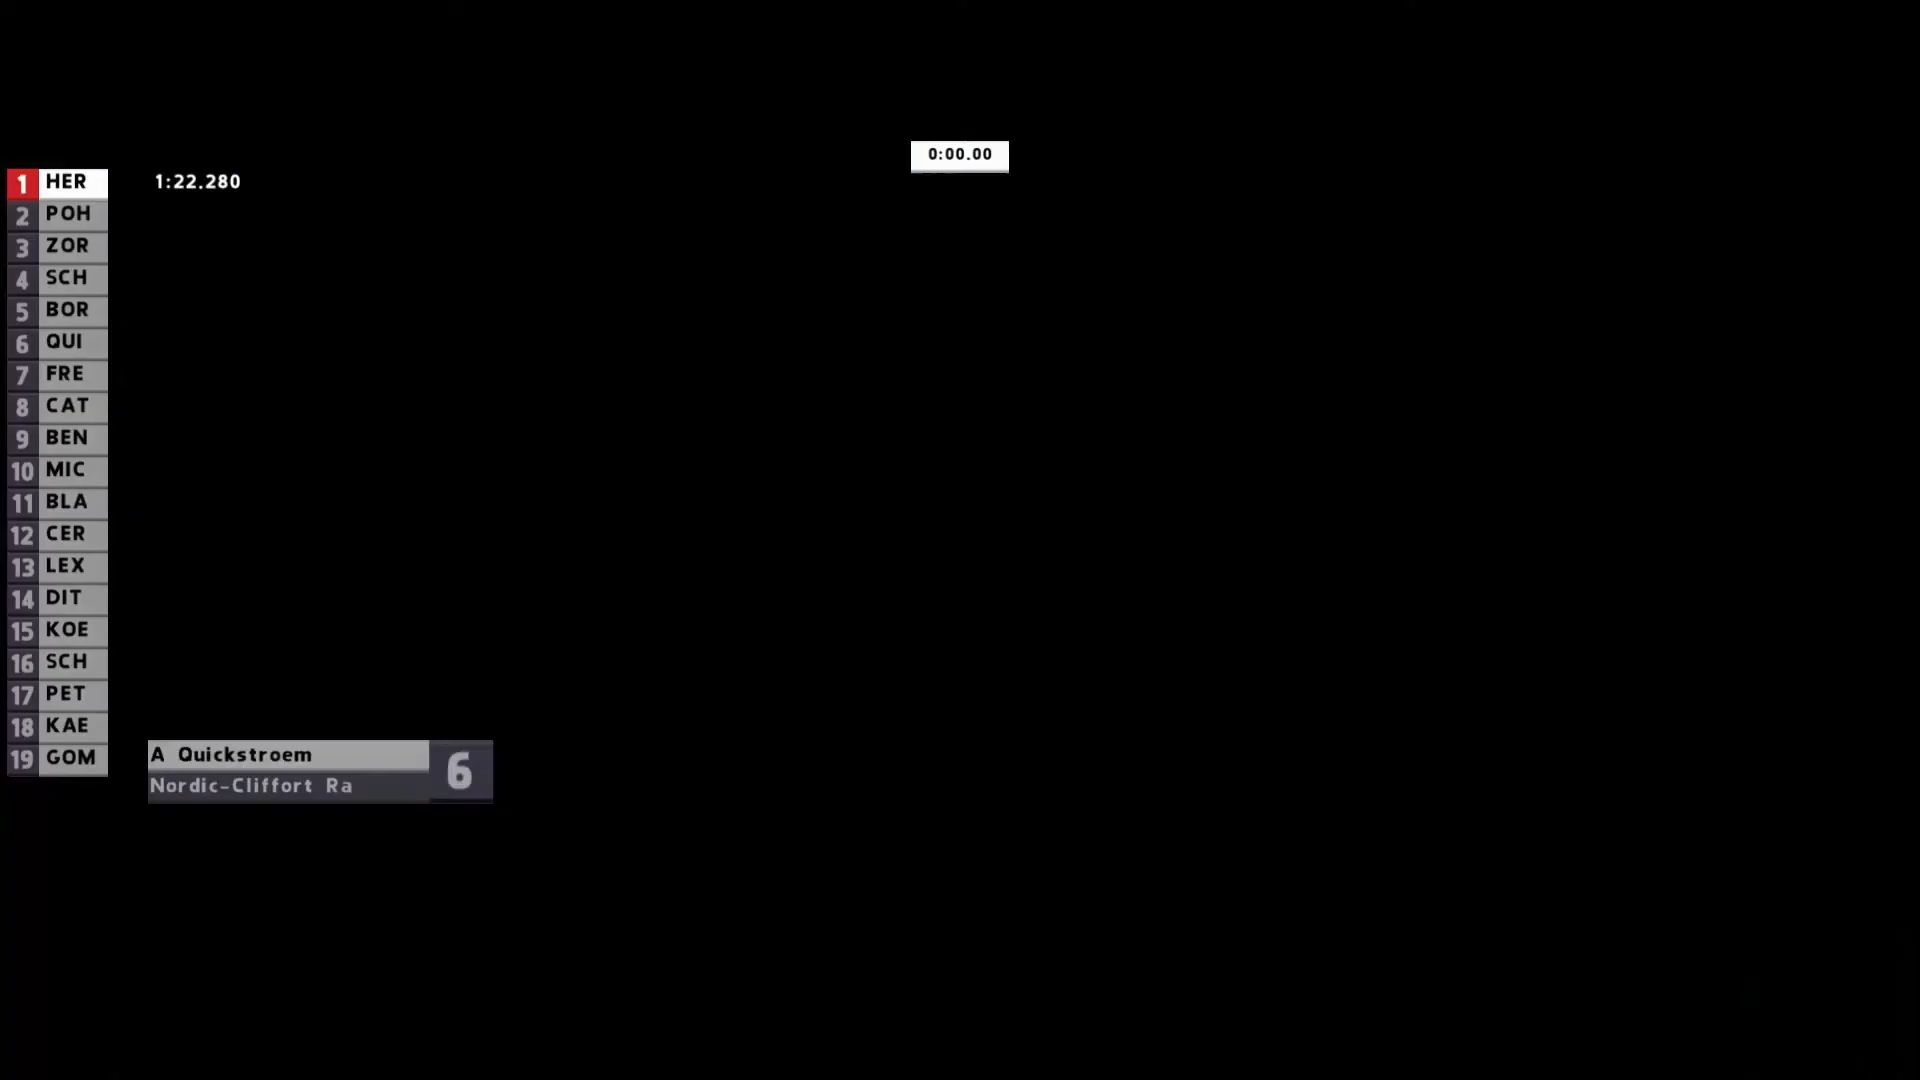 0:00.00
1 HER 1:22.280
2 POH
3 ZOR
4 SCH
5 BOR
6 QUI
7 FRE
8 CAT
9 BEN
10 MIC
11 BLA
12 CER
13 LEX
14 DIT
15 KOE
16 SCH
17 PET
18 KAE
19 GOM
A Quickstroem 6
Nordic-Cliffort Ra